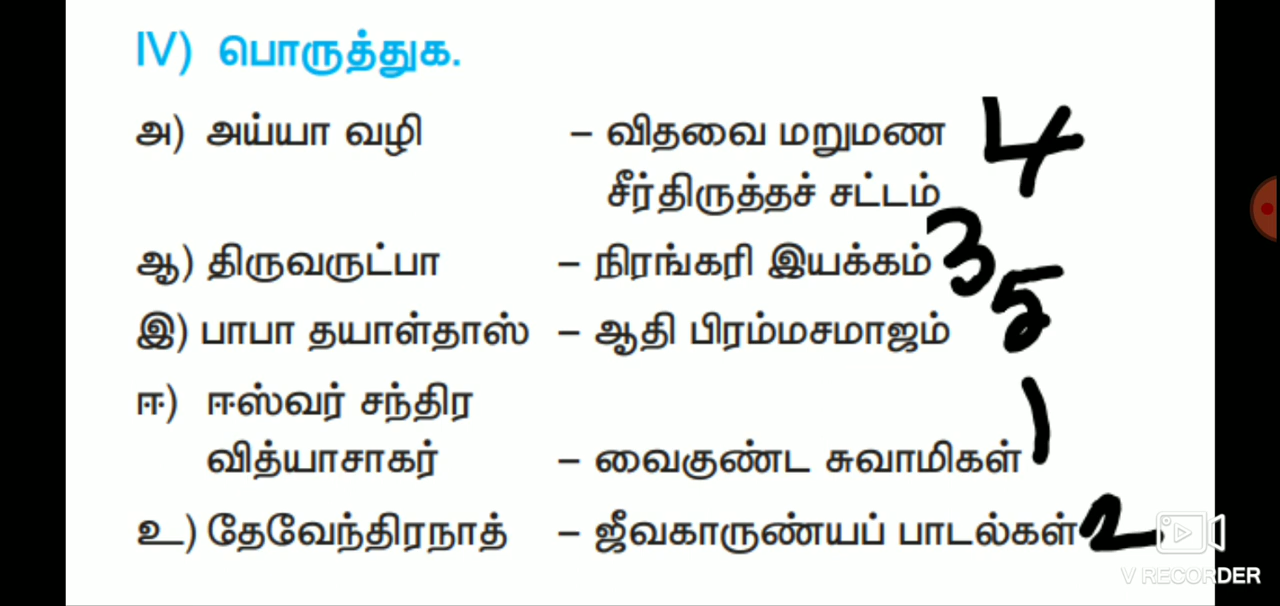 IV) பொருத்துக.
அ) அய்யா வழி – விதவை மறுமண 4
சீர்திருத்தச் சட்டம்
ஆ) திருவருட்பா – நிரங்கரி இயக்கம் 3
இ) பாபா தயாள்தாஸ் – ஆதி பிரம்மசமாஜம் 5
ஈ) ஈஸ்வர் சந்திர
வித்யாசாகர் – வைகுண்ட சுவாமிகள் 1
உ) தேவேந்திரநாத் – ஜீவகாருண்யப் பாடல்கள் 2
V RECORDER